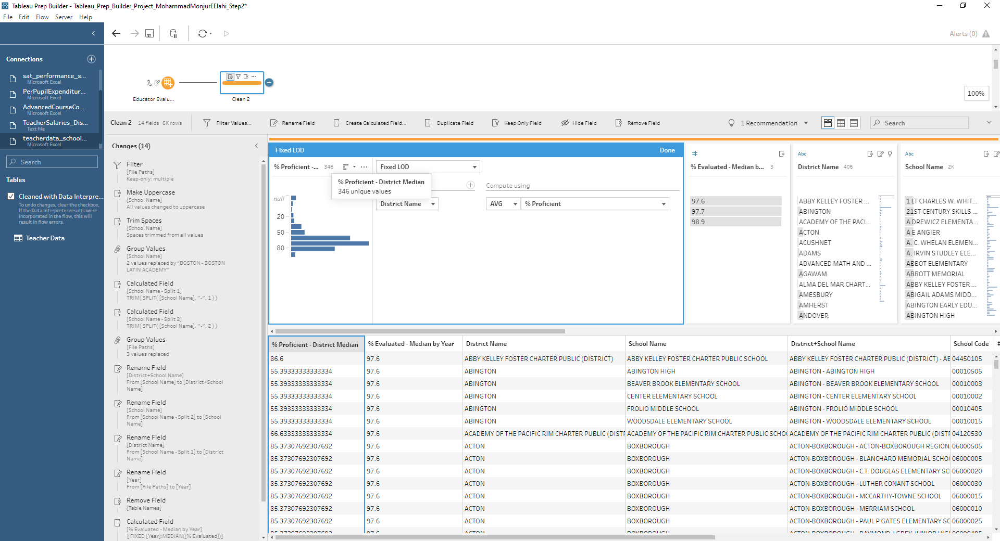 Tableau Prep Builder - Tableau_Prep_Builder_Project_MohammadMonjurEElahi_Step2*
File Edit Flow Server Help
Alerts (0)
Connections
sat_performance_s...
Microsoft Excel
PerPupilExpenditur...
Microsoft Excel
AdvancedCourseCo...
Microsoft Excel
TeacherSalaries_Dis...
Text file
teacherdata_school...
Microsoft Excel
Search
Tables
Cleaned with Data Interpre...
To undo changes, clear the checkbox.
If the Data Interpreter results were
incorporated in the flow, this will
result in flow errors.
Teacher Data
Educator Evalu...
Clean 2
100%
Clean 2 14 fields 6K rows
Filter Values...
Rename Field
Create Calculated Field...
Duplicate Field
Keep Only Field
Hide Field
Remove Field
1 Recommendation
Search
Changes (14)
Filter
[File Paths]
Keep-only: multiple
Make Uppercase
[School Name]
All values changed to uppercase
Trim Spaces
[School Name]
Spaces trimmed from all values
Group Values
[School Name]
2 values replaced by “BOSTON - BOSTON
LATIN ACADEMY”
Calculated Field
[School Name - Split 1]
TRIM( SPLIT( [School Name], "-", 1 ) )
Calculated Field
[School Name - Split 2]
TRIM( SPLIT( [School Name], "-", 2 ) )
Group Values
[File Paths]
3 values replaced
Rename Field
[District+School Name]
From [School Name] to [District+School
Name]
Rename Field
[School Name]
From [School Name - Split 2] to [School
Name]
Rename Field
[District Name]
From [School Name - Split 1] to [District
Name]
Rename Field
[Year]
From [File Paths] to [Year]
Remove Field
[Table Names]
Calculated Field
[% Evaluated - Median by Year]
{ FIXED [Year]:MEDIAN([% Evaluated])}
Fixed LOD Done
% Proficient -... 346
Fixed LOD
% Proficient - District Median
346 unique values
Compute using
District Name
AVG % Proficient
null
20
50
80
#
% Evaluated - Median b... 3
97.6
97.7
98.9
Abc
District Name 406
ABBY KELLEY FOSTER ...
ABINGTON
ACADEMY OF THE PACI...
ACTON
ACUSHNET
ADAMS
ADVANCED MATH AND ...
AGAWAM
ALMA DEL MAR CHART...
AMESBURY
AMHERST
ANDOVER
Abc
School Name 2K
1 LT CHARLES W. WHIT...
21ST CENTURY SKILLS ...
A DREWICZ ELEMENTA...
A E ANGIER
A. C. WHELAN ELEMEN...
A. IRVIN STUDLEY ELE...
ABBOT ELEMENTARY
ABBOTT MEMORIAL
ABBY KELLEY FOSTER ...
ABIGAIL ADAMS MIDD...
ABINGTON EARLY EDU...
ABINGTON HIGH
% Proficient - District Median % Evaluated - Median by Year District Name School Name District+School Name School Code #
86.6 97.6 ABBY KELLEY FOSTER CHARTER PUBLIC (DISTRICT) ABBY KELLEY FOSTER CHARTER PUBLIC SCHOOL ABBY KELLEY FOSTER CHARTER PUBLIC (DISTRICT) - AE 04450105
55.39333333333334 97.6 ABINGTON ABINGTON HIGH ABINGTON - ABINGTON HIGH 00010505
55.39333333333334 97.6 ABINGTON BEAVER BROOK ELEMENTARY SCHOOL ABINGTON - BEAVER BROOK ELEMENTARY SCHOOL 00010003
55.39333333333334 97.6 ABINGTON CENTER ELEMENTARY SCHOOL ABINGTON - CENTER ELEMENTARY SCHOOL 00010002
55.39333333333334 97.6 ABINGTON FROLIO MIDDLE SCHOOL ABINGTON - FROLIO MIDDLE SCHOOL 00010405
55.39333333333334 97.6 ABINGTON WOODSDALE ELEMENTARY SCHOOL ABINGTON - WOODSDALE ELEMENTARY SCHOOL 00010015
66.63333333333334 97.6 ACADEMY OF THE PACIFIC RIM CHARTER PUBLIC (DISTR ACADEMY OF THE PACIFIC RIM CHARTER PUBLIC SCHOO ACADEMY OF THE PACIFIC RIM CHARTER PUBLIC (DISTR 04120530
85.37307692307692 97.6 ACTON BOXBOROUGH ACTON-BOXBOROUGH - ACTON-BOXBOROUGH REGION. 06000505
85.37307692307692 97.6 ACTON BOXBOROUGH ACTON-BOXBOROUGH - BLANCHARD MEMORIAL SCHO 06000005
85.37307692307692 97.6 ACTON BOXBOROUGH ACTON-BOXBOROUGH - C.T. DOUGLAS ELEMENTARY SC 06000020
85.37307692307692 97.6 ACTON BOXBOROUGH ACTON-BOXBOROUGH - LUTHER CONANT SCHOOL 06000030
85.37307692307692 97.6 ACTON BOXBOROUGH ACTON-BOXBOROUGH - MCCARTHY-TOWNE SCHOOL 06000015
85.37307692307692 97.6 ACTON BOXBOROUGH ACTON-BOXBOROUGH - MERRIAM SCHOOL 06000010
85.37307692307692 97.6 ACTON BOXBOROUGH ACTON-BOXBOROUGH - PAUL P GATES ELEMENTARY SC 06000025
85.37307692307692 97.6 ACTON BOXBOROUGH ACTON-BOXBOROUGH - RAYMOND J GREY JUNIOR HIG 06000405